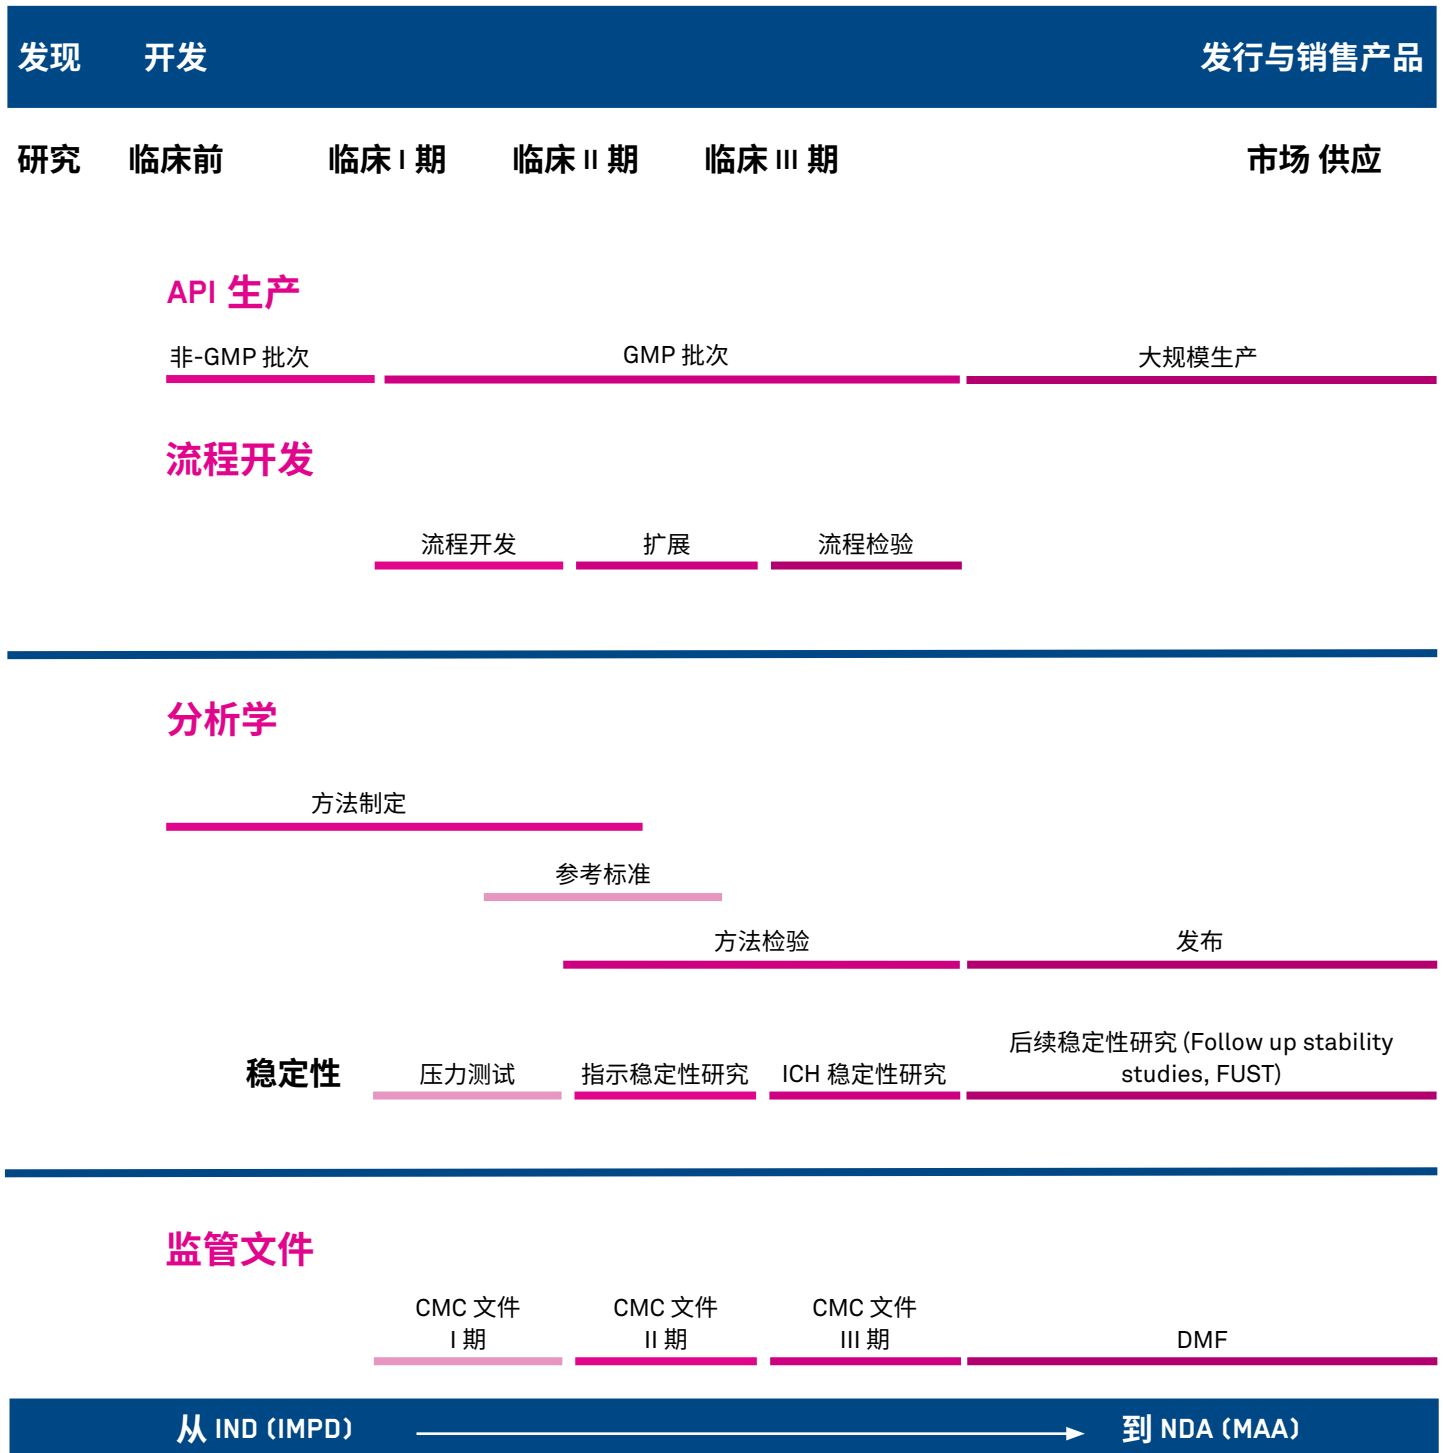 发现 开发 发行与销售产品
研究 临床前 临床 I 期 临床 II 期 临床 III 期 市场 供应
API 生产
非-GMP 批次 GMP 批次 大规模生产
流程开发
流程开发 扩展 流程检验
分析学
方法制定
参考标准
方法检验 发布
稳定性 压力测试 指示稳定性研究 ICH 稳定性研究 后续稳定性研究 (Follow up stability
studies, FUST)
监管文件
CMC 文件 CMC 文件 CMC 文件
I 期 II 期 III 期 DMF
从 IND (IMPD) 到 NDA (MAA)